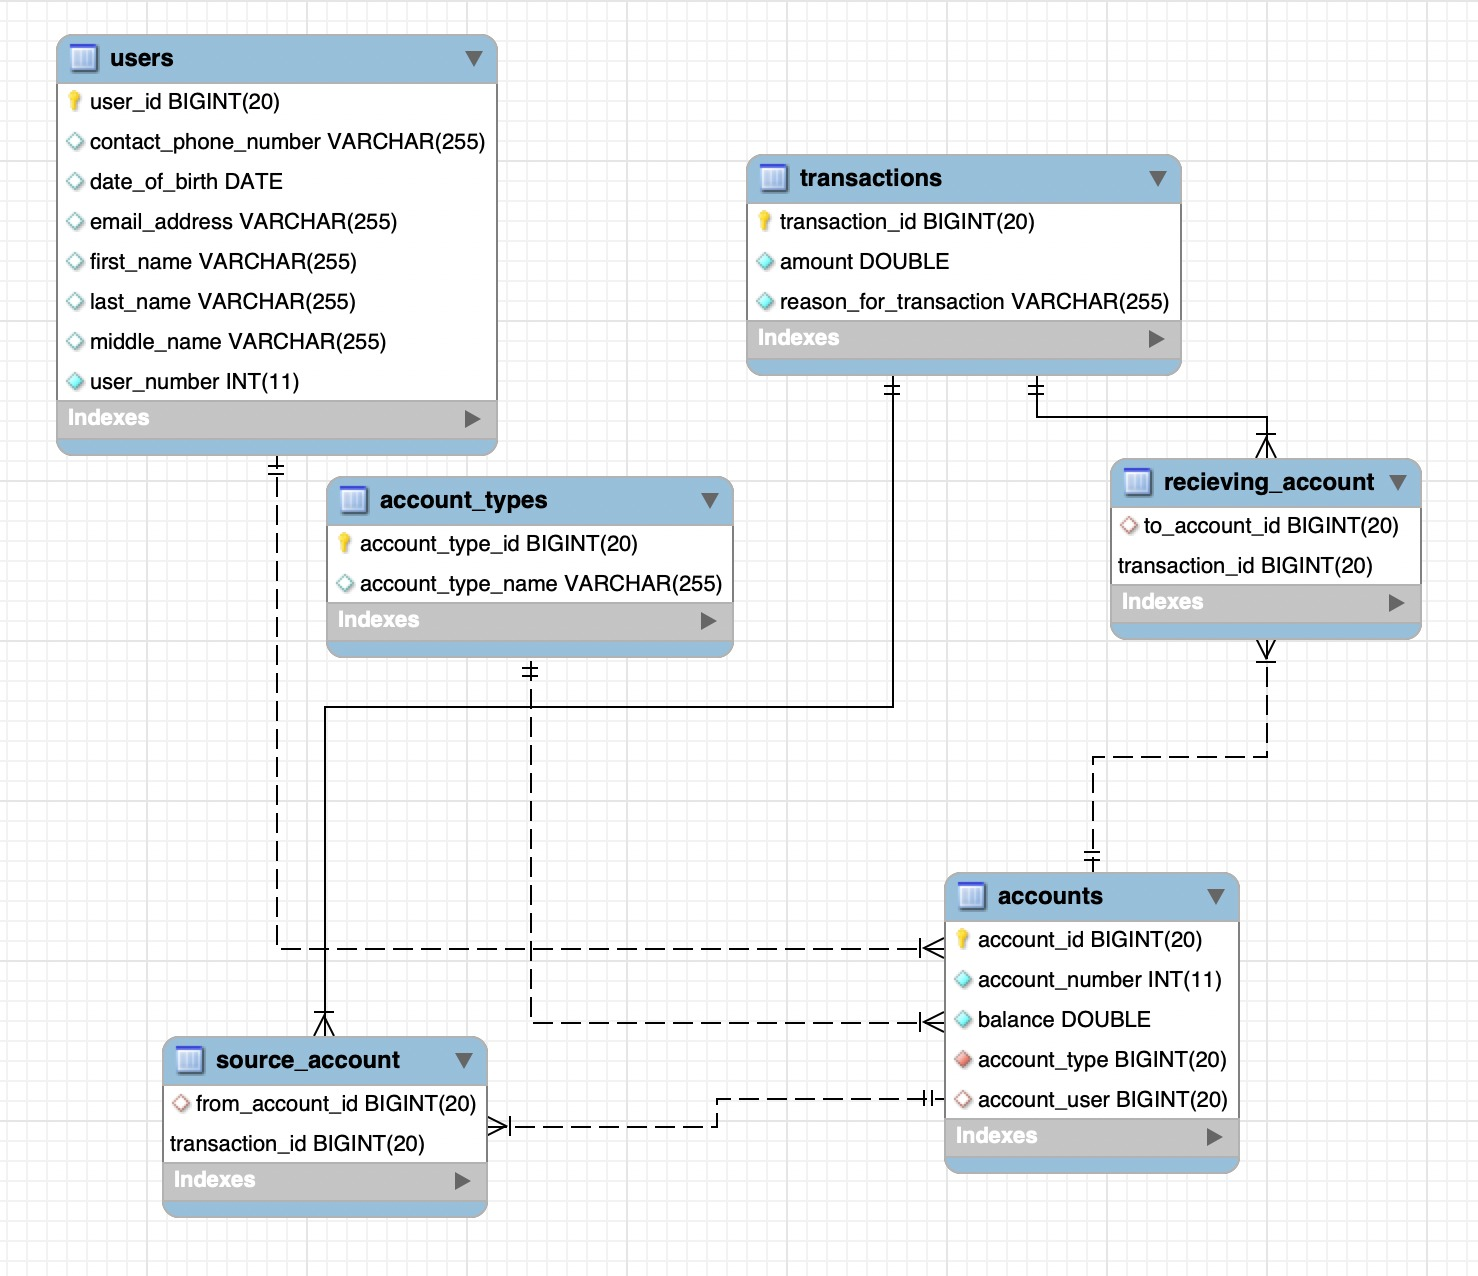 users
user_id BIGINT(20)
contact_phone_number VARCHAR(255)
date_of_birth DATE
email_address VARCHAR(255)
first_name VARCHAR(255)
last_name VARCHAR(255)
middle_name VARCHAR(255)
user_number INT(11)
Indexes
transactions
transaction_id BIGINT(20)
amount DOUBLE
reason_for_transaction VARCHAR(255)
Indexes
account_types
account_type_id BIGINT(20)
account_type_name VARCHAR(255)
Indexes
recieving_account
to_account_id BIGINT(20)
transaction_id BIGINT(20)
Indexes
accounts
account_id BIGINT(20)
account_number INT(11)
balance DOUBLE
account_type BIGINT(20)
account_user BIGINT(20)
Indexes
source_account
from_account_id BIGINT(20)
transaction_id BIGINT(20)
Indexes